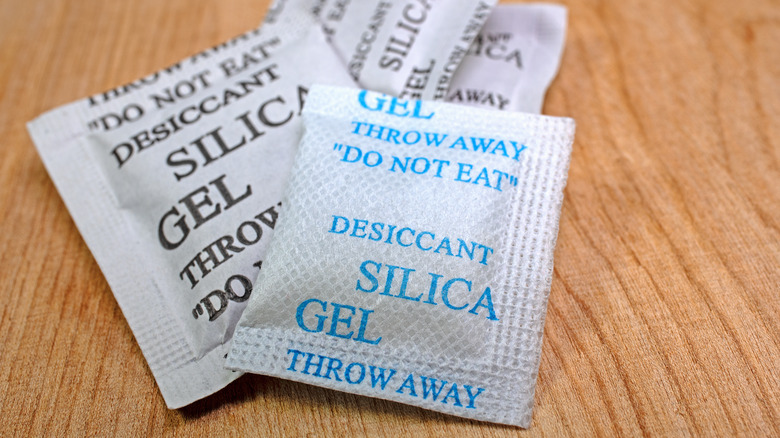 THROW AWAY
"DO NOT EAT"
DESICCANT
SILICA
GEL
THROW
"DO
DESICCANT
SILICA
GEL
THROW
SILICA
AWAY
GEL
THROW AWAY
"DO NOT EAT"
DESICCANT
SILICA
GEL
THROW AWAY